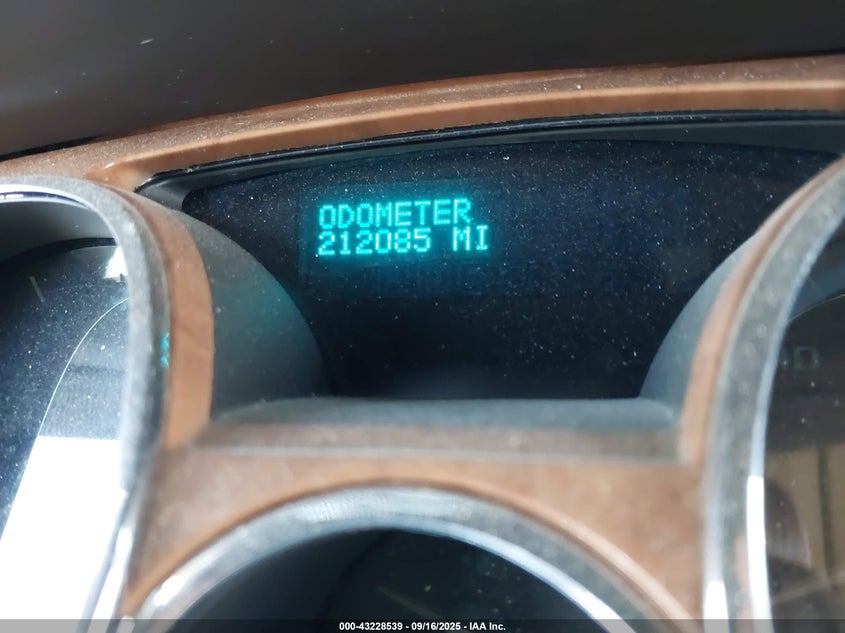 ODOMETER
212085 MI
000-43228539 - 09/16/2025 - IAA Inc.